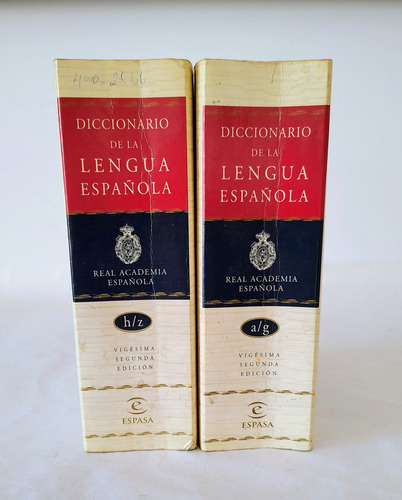 DICCIONARIO
DE LA
LENGUA
ESPAÑOLA
REAL ACADEMIA
ESPAÑOLA
h/z
VIGÉSIMA
SEGUNDA
EDICIÓN
ESPASA
DICCIONARIO
DE LA
LENGUA
ESPAÑOLA
REAL ACADEMIA
ESPAÑOLA
a/g
VIGÉSIMA
SEGUNDA
EDICIÓN
ESPASA